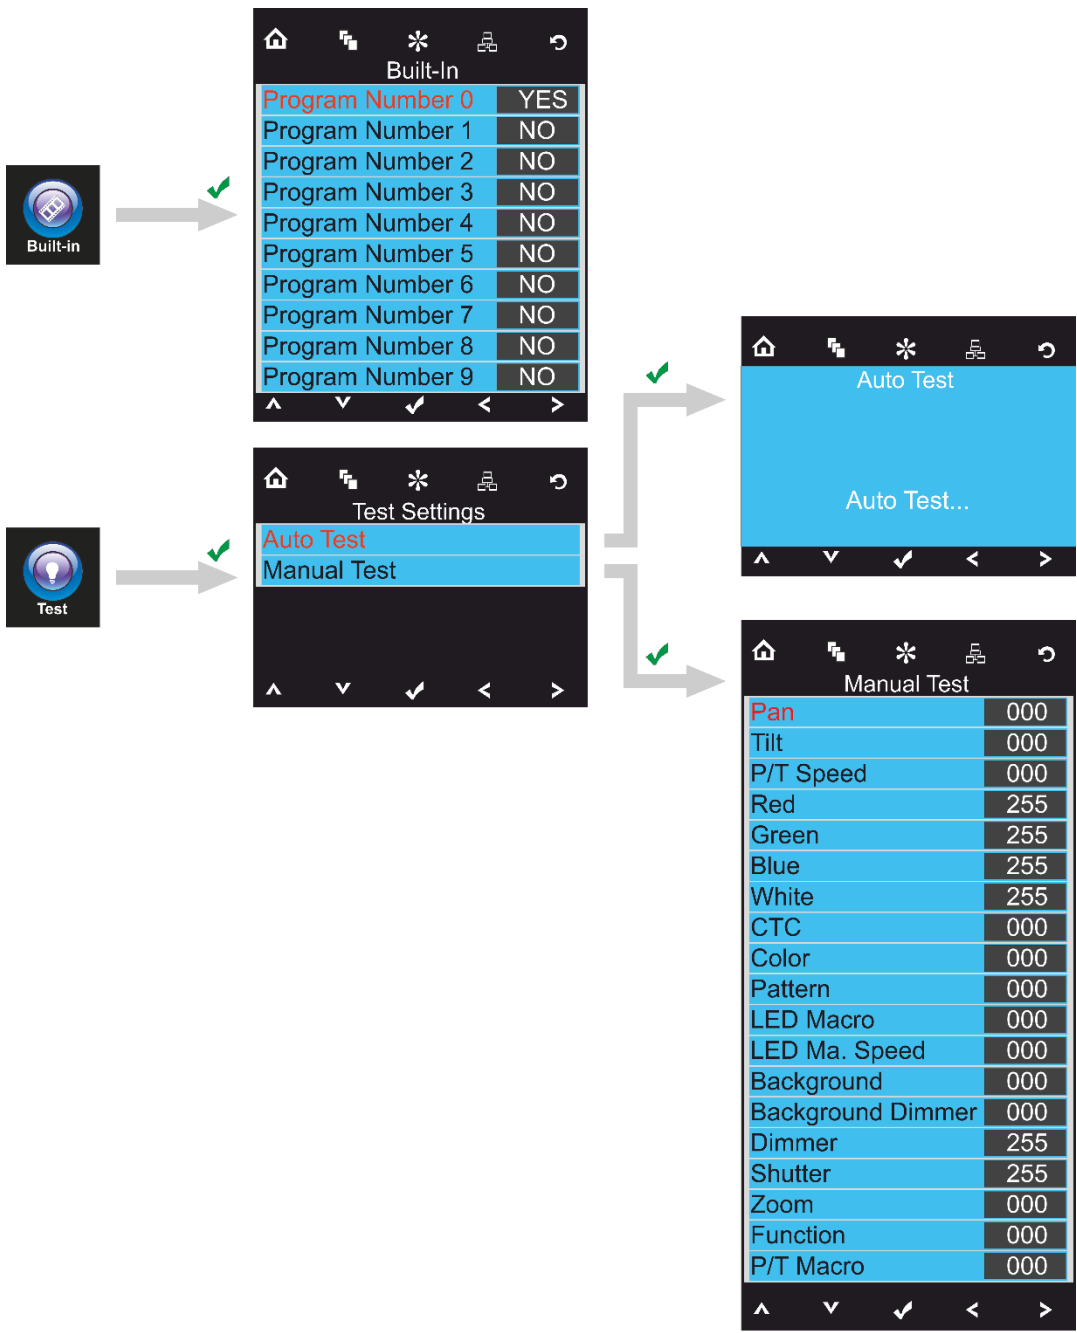 Built-In
Program Number 0 YES
Program Number 1 NO
Program Number 2 NO
Program Number 3 NO
Program Number 4 NO
Program Number 5 NO
Program Number 6 NO
Program Number 7 NO
Program Number 8 NO
Program Number 9 NO
Built-in
Test Settings
Auto Test
Manual Test
Test
Auto Test
Auto Test...
Manual Test
Pan 000
Tilt 000
P/T Speed 000
Red 255
Green 255
Blue 255
White 255
CTC 000
Color 000
Pattern 000
LED Macro 000
LED Ma. Speed 000
Background 000
Background Dimmer 000
Dimmer 255
Shutter 255
Zoom 000
Function 000
P/T Macro 000